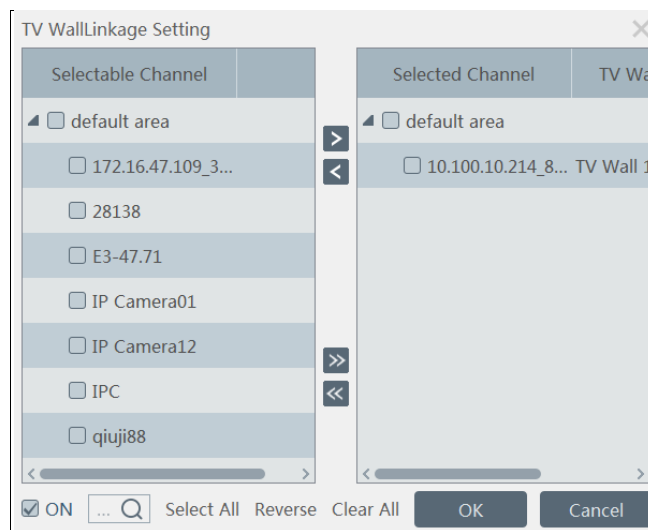 TV WallLinkage Setting
Selectable Channel
default area
172.16.47.109_3...
28138
E3-47.71
IP Camera01
IP Camera12
IPC
qiuji88
Selected Channel TV Wa
default area
10.100.10.214_8... TV Wall 1
ON ... Select All Reverse Clear All OK Cancel